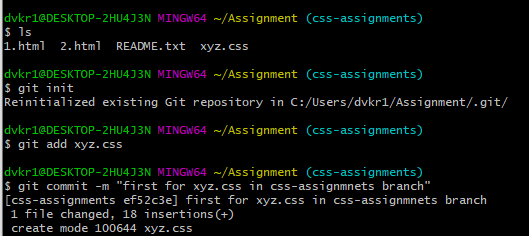 dvkr1@DESKTOP-2HU4J3N MINGW64 ~/Assignment (css-assignments)
$ ls
1.html  2.html  README.txt  xyz.css
dvkr1@DESKTOP-2HU4J3N MINGW64 ~/Assignment (css-assignments)
$ git init
Reinitialized existing Git repository in C:/Users/dvkr1/Assignment/.git/
dvkr1@DESKTOP-2HU4J3N MINGW64 ~/Assignment (css-assignments)
$ git add xyz.css
dvkr1@DESKTOP-2HU4J3N MINGW64 ~/Assignment (css-assignments)
$ git commit -m "first for xyz.css in css-assignmnets branch"
[css-assignments ef52c3e] first for xyz.css in css-assignmnets branch
 1 file changed, 18 insertions(+)
 create mode 100644 xyz.css